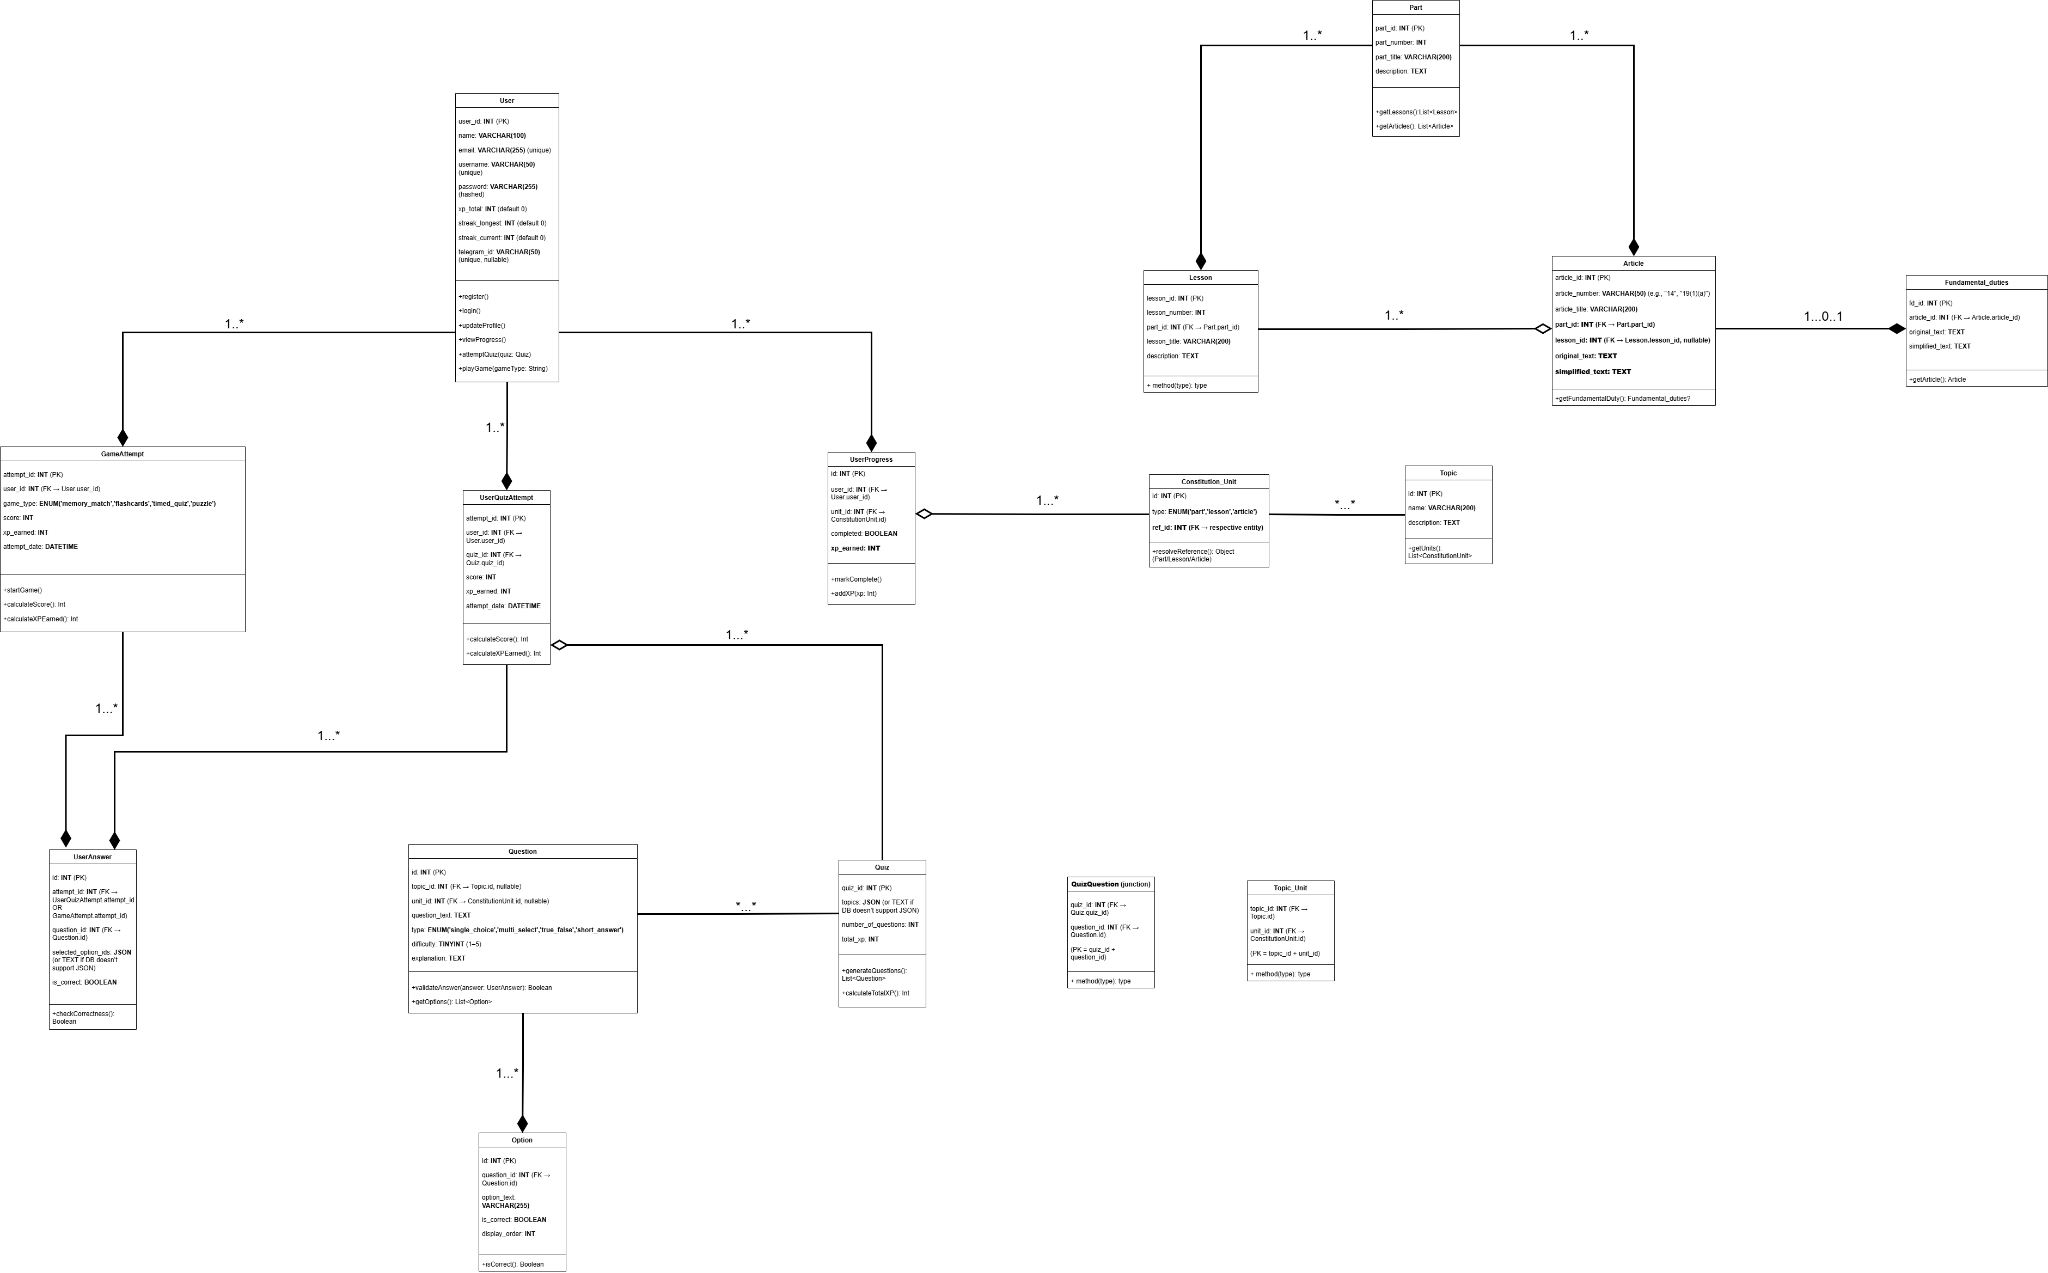 Part
part_id: INT (PK)
part_number: INT
part_title: VARCHAR(200)
description: TEXT
+getLessons():List<Lesson>
+getArticles(): List<Article>
1..*
1..*
User
user_id: INT (PK)
name: VARCHAR(100)
email: VARCHAR(255) (unique)
username: VARCHAR(50)
(unique)
password: VARCHAR(255)
(hashed)
xp_total: INT (default 0)
streak_longest: INT (default 0)
streak_current: INT (default 0)
telegram_id: VARCHAR(50)
(unique, nullable)
+register()
+login()
+updateProfile()
+viewProgress()
+attemptQuiz(quiz: Quiz)
+playGame(gameType: String)
1..*
1..*
1..*
Lesson
lesson_id: INT (PK)
lesson_number: INT
part_id: INT (FK → Part.part_id)
lesson_title: VARCHAR(200)
description: TEXT
+ method(type): type
1..*
Article
article_id: INT (PK)
article_number: VARCHAR(50) (e.g., "14", "19(1)(a)")
article_title: VARCHAR(200)
part_id: INT (FK → Part.part_id)
lesson_id: INT (FK → Lesson.lesson_id, nullable)
original_text: TEXT
simplified_text: TEXT
+getFundamentalDuty(): Fundamental_duties?
1...0..1
Fundamental_duties
fd_id: INT (PK)
article_id: INT (FK → Article.article_id)
original_text: TEXT
simplified_text: TEXT
+getArticle(): Article
GameAttempt
attempt_id: INT (PK)
user_id: INT (FK → User.user_id)
game_type: ENUM('memory_match','flashcards','timed_quiz','puzzle')
score: INT
xp_earned: INT
attempt_date: DATETIME
+startGame()
+calculateScore(): Int
+calculateXPEarned(): Int
UserQuizAttempt
attempt_id: INT (PK)
user_id: INT (FK →
User.user_id)
quiz_id: INT (FK →
Quiz.quiz_id)
score: INT
xp_earned: INT
attempt_date: DATETIME
+calculateScore(): Int
+calculateXPEarned(): Int
UserProgress
id: INT (PK)
user_id: INT (FK →
User.user_id)
unit_id: INT (FK →
ConstitutionUnit.id)
completed: BOOLEAN
xp_earned: INT
+markComplete()
+addXP(xp: Int)
1...*
Constitution_Unit
id: INT (PK)
type: ENUM('part','lesson','article')
ref_id: INT (FK → respective entity)
+resolveReference(): Object
(Part/Lesson/Article)
*...*
Topic
id: INT (PK)
name: VARCHAR(200)
description: TEXT
+getUnits():
List<ConstitutionUnit>
1...*
1...*
1...*
UserAnswer
id: INT (PK)
attempt_id: INT (FK →
UserQuizAttempt.attempt_id
OR
GameAttempt.attempt_id)
question_id: INT (FK →
Question.id)
selected_option_ids: JSON
(or TEXT if DB doesn't
support JSON)
is_correct: BOOLEAN
+checkCorrectness():
Boolean
Question
id: INT (PK)
topic_id: INT (FK → Topic.id, nullable)
unit_id: INT (FK → ConstitutionUnit.id, nullable)
question_text: TEXT
type: ENUM('single_choice','multi_select','true_false','short_answer')
difficulty: TINYINT (1–5)
explanation: TEXT
+validateAnswer(answer: UserAnswer): Boolean
+getOptions(): List<Option>
*...*
Quiz
quiz_id: INT (PK)
topics: JSON (or TEXT if
DB doesn't support JSON)
number_of_questions: INT
total_xp: INT
+generateQuestions():
List<Question>
+calculateTotalXP(): Int
QuizQuestion (junction)
quiz_id: INT (FK →
Quiz.quiz_id)
question_id: INT (FK →
Question.id)
(PK = quiz_id +
question_id)
+ method(type): type
Topic_Unit
topic_id: INT (FK →
Topic.id)
unit_id: INT (FK →
ConstitutionUnit.id)
(PK = topic_id + unit_id)
+ method(type): type
1...*
Option
id: INT (PK)
question_id: INT (FK →
Question.id)
option_text:
VARCHAR(255)
is_correct: BOOLEAN
display_order: INT
+isCorrect(): Boolean